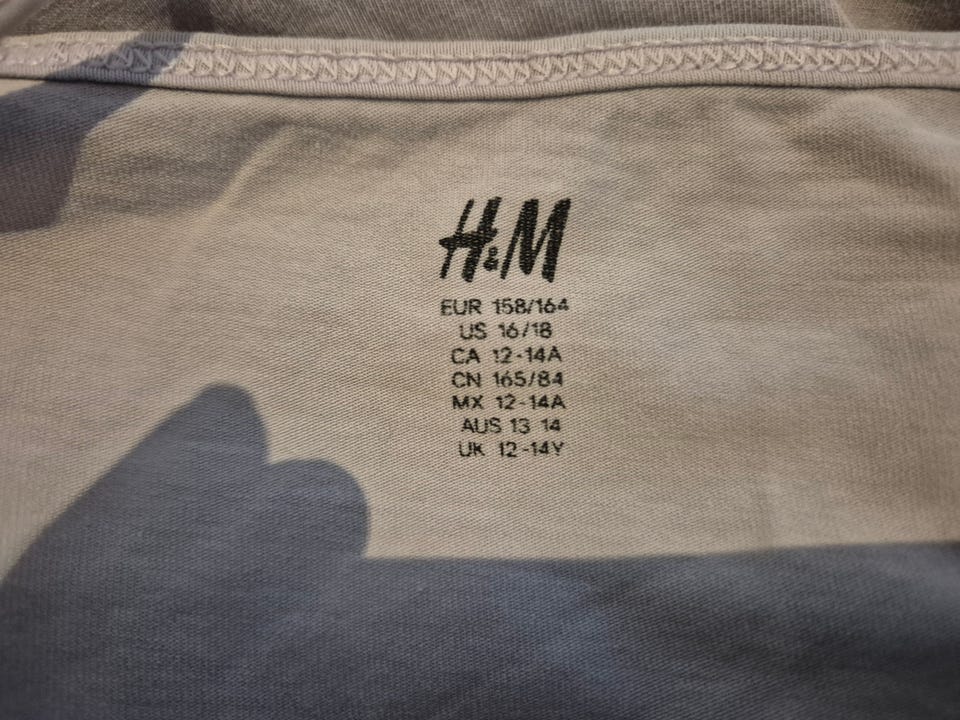 H&M
EUR 158/164
US 16/18
CA 12-14A
CN 165/84
MX 12-14A
AUS 13 14
UK 12-14Y